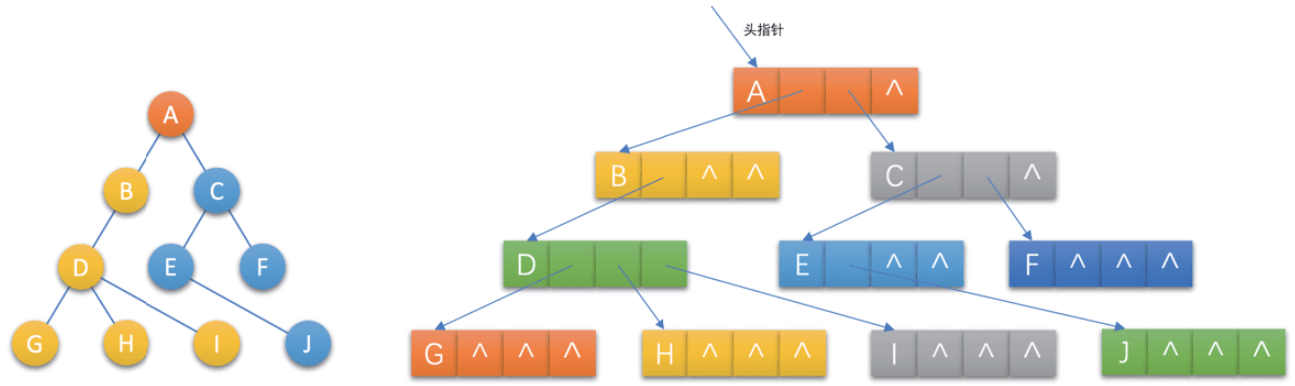 头指针
A
A ^
B C
B ^ ^
C ^
D E F
D
E ^ ^
F ^ ^ ^
G H I J
G ^ ^ ^
H ^ ^ ^
I ^ ^ ^
J ^ ^ ^